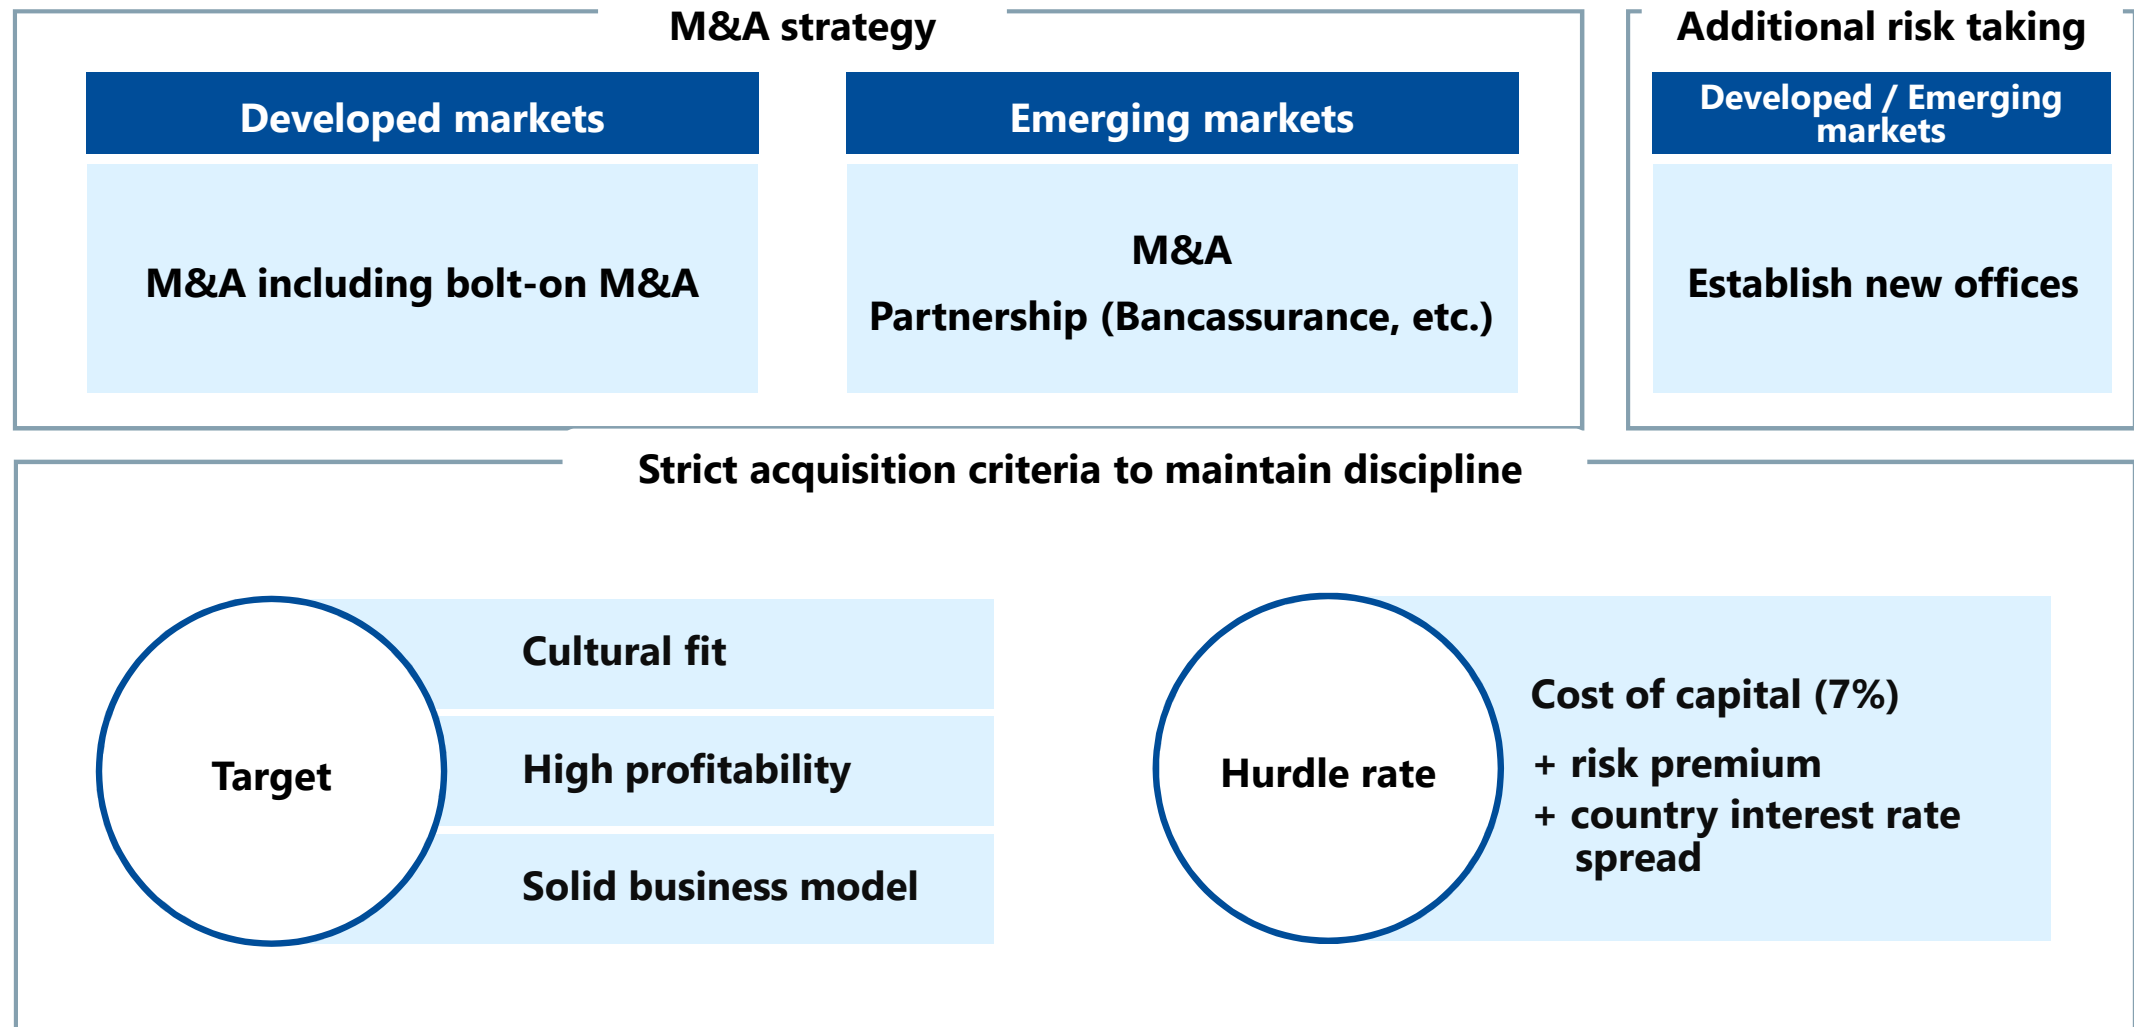 M&A strategy
Developed markets
M&A including bolt-on M&A
Emerging markets
M&A
Partnership (Bancassurance, etc.)
Additional risk taking
Developed / Emerging
markets
Establish new offices
Strict acquisition criteria to maintain discipline
Target
Cultural fit
High profitability
Solid business model
Hurdle rate
Cost of capital (7%)
+ risk premium
+ country interest rate
spread